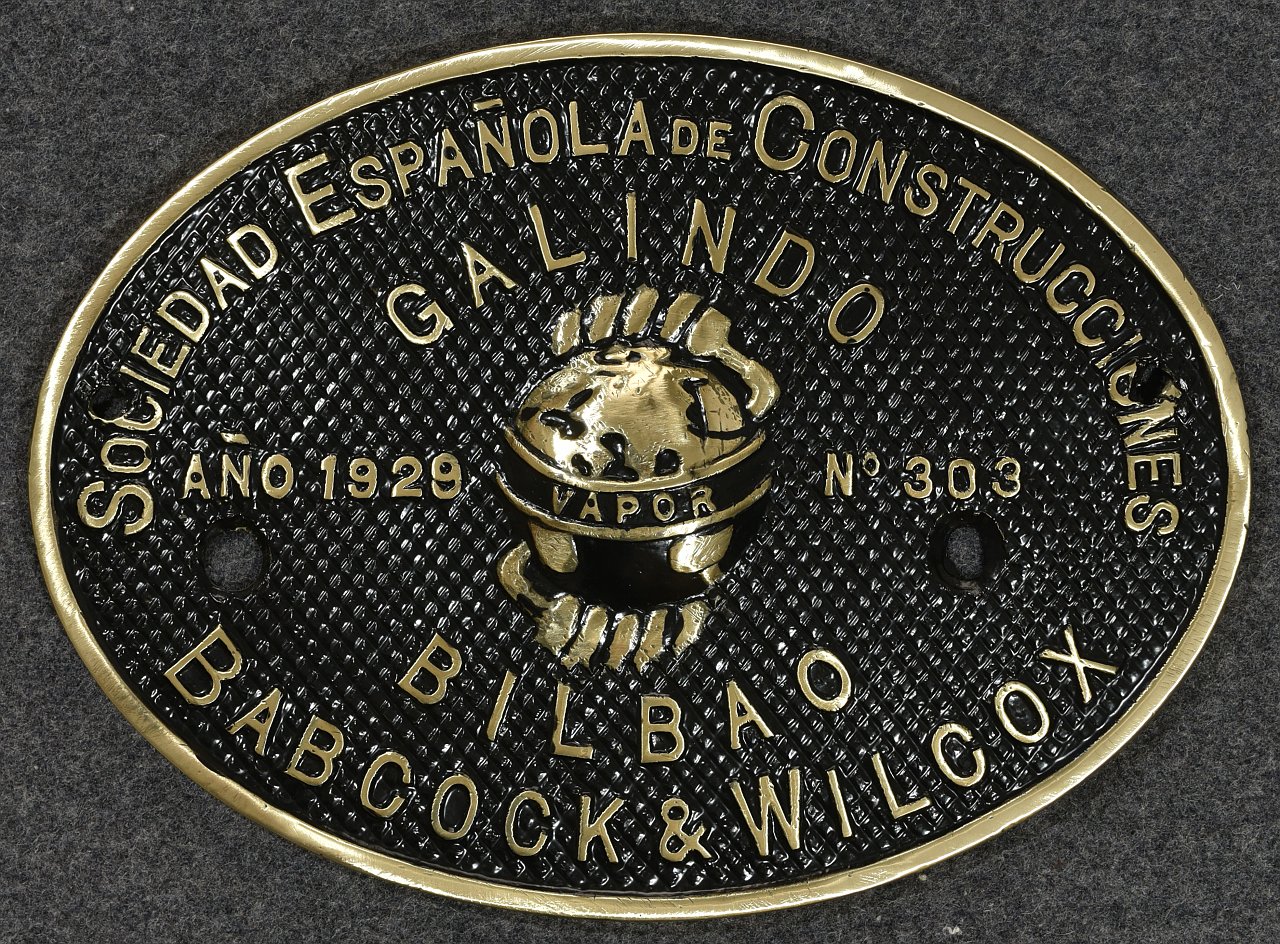 SOCIEDAD ESPAÑOLA DE CONSTRUCCIONES
GALINDO
AÑO 1929
VAPOR
Nº 303
BILBAO
BABCOCK & WILCOX